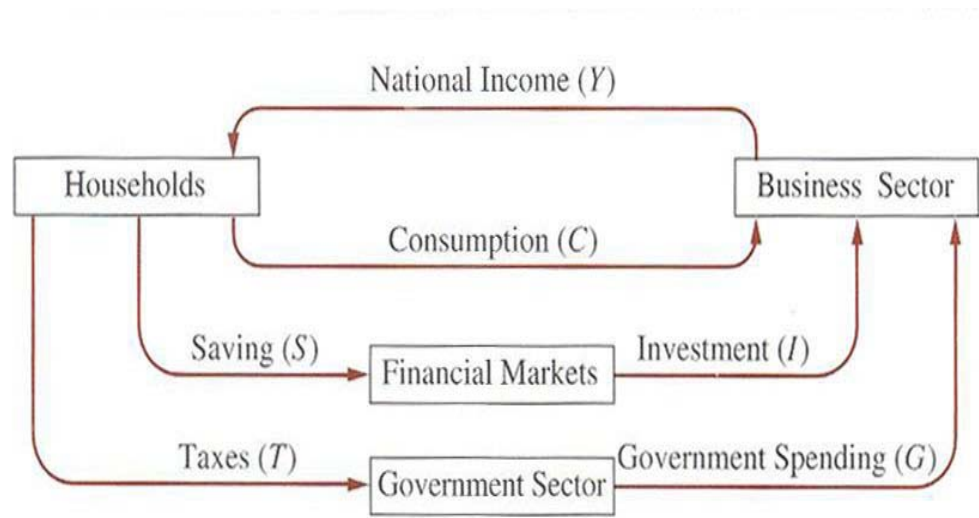 National Income (Y)
Households
Business Sector
Consumption (C)
Saving (S)
Financial Markets
Investment (I)
Taxes (T)
Government Sector
Government Spending (G)